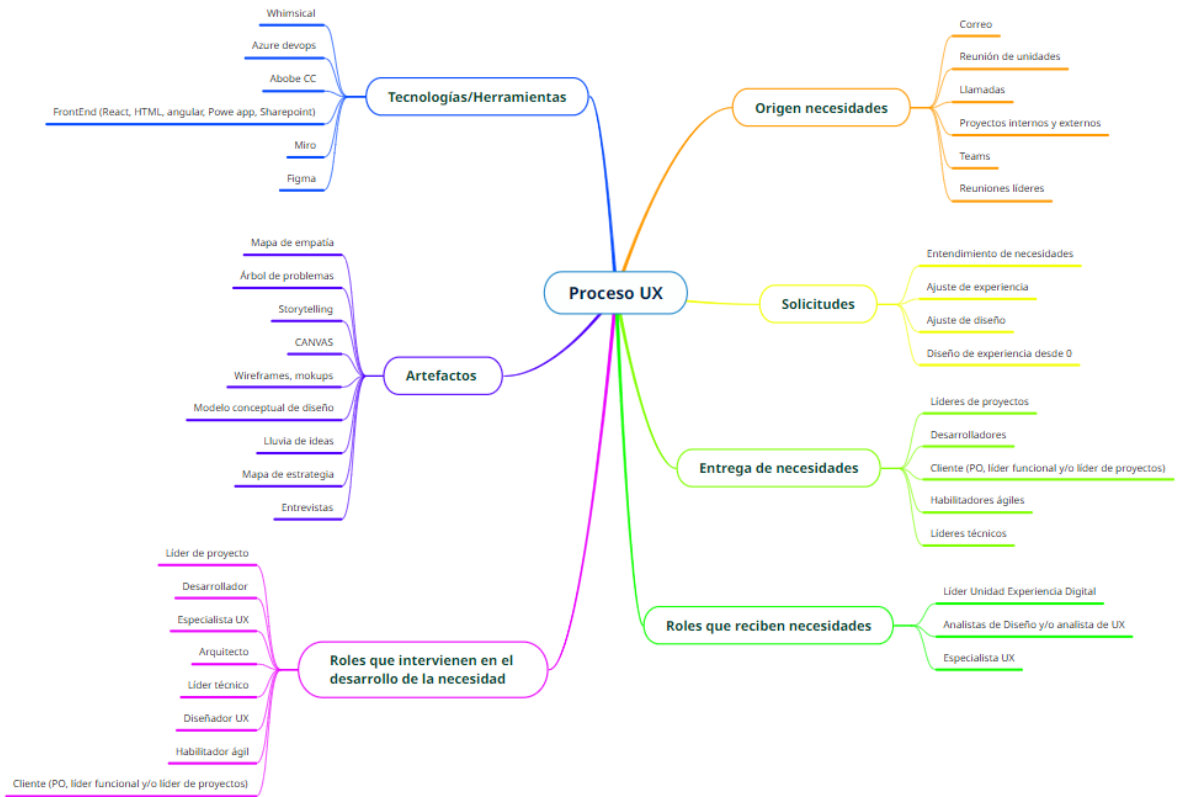 Proceso UX
Tecnologías/Herramientas
Whimsical
Azure devops
Abobe CC
FrontEnd (React, HTML, angular, Powe app, Sharepoint)
Miro
Figma
Artefactos
Mapa de empatía
Árbol de problemas
Storytelling
CANVAS
Wireframes, mokups
Modelo conceptual de diseño
Lluvia de ideas
Mapa de estrategia
Entrevistas
Roles que intervienen en el
desarrollo de la necesidad
Líder de proyecto
Desarrollador
Especialista UX
Arquitecto
Líder técnico
Diseñador UX
Habilitador ágil
Cliente (PO, líder funcional y/o líder de proyectos)
Origen necesidades
Correo
Reunión de unidades
Llamadas
Proyectos internos y externos
Teams
Reuniones líderes
Solicitudes
Entendimiento de necesidades
Ajuste de experiencia
Ajuste de diseño
Diseño de experiencia desde 0
Entrega de necesidades
Líderes de proyectos
Desarrolladores
Cliente (PO, líder funcional y/o líder de proyectos)
Habilitadores ágiles
Líderes técnicos
Roles que reciben necesidades
Líder Unidad Experiencia Digital
Analistas de Diseño y/o analista de UX
Especialista UX